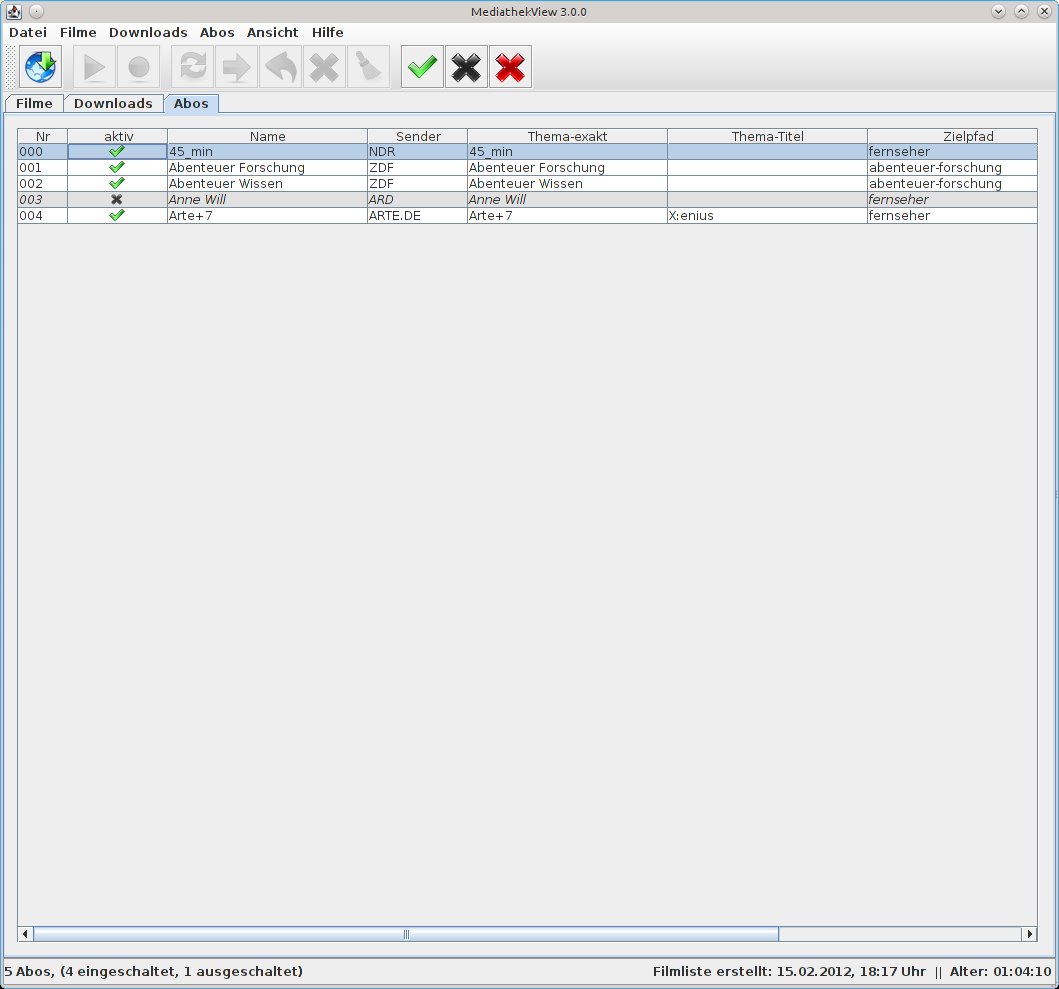 MediathekView 3.0.0
Datei Filme Downloads Abos Ansicht Hilfe
Filme Downloads Abos
Nr aktiv Name Sender Thema-exakt Thema-Titel Zielpfad
000 45_min NDR 45_min fernseher
001 Abenteuer Forschung ZDF Abenteuer Forschung abenteuer-forschung
002 Abenteuer Wissen ZDF Abenteuer Wissen abenteuer-forschung
003 Anne Will ARD Anne Will fernseher
004 Arte+7 ARTE.DE Arte+7 X:enius fernseher
5 Abos, (4 eingeschaltet, 1 ausgeschaltet) Filmliste erstellt: 15.02.2012, 18:17 Uhr || Alter: 01:04:10